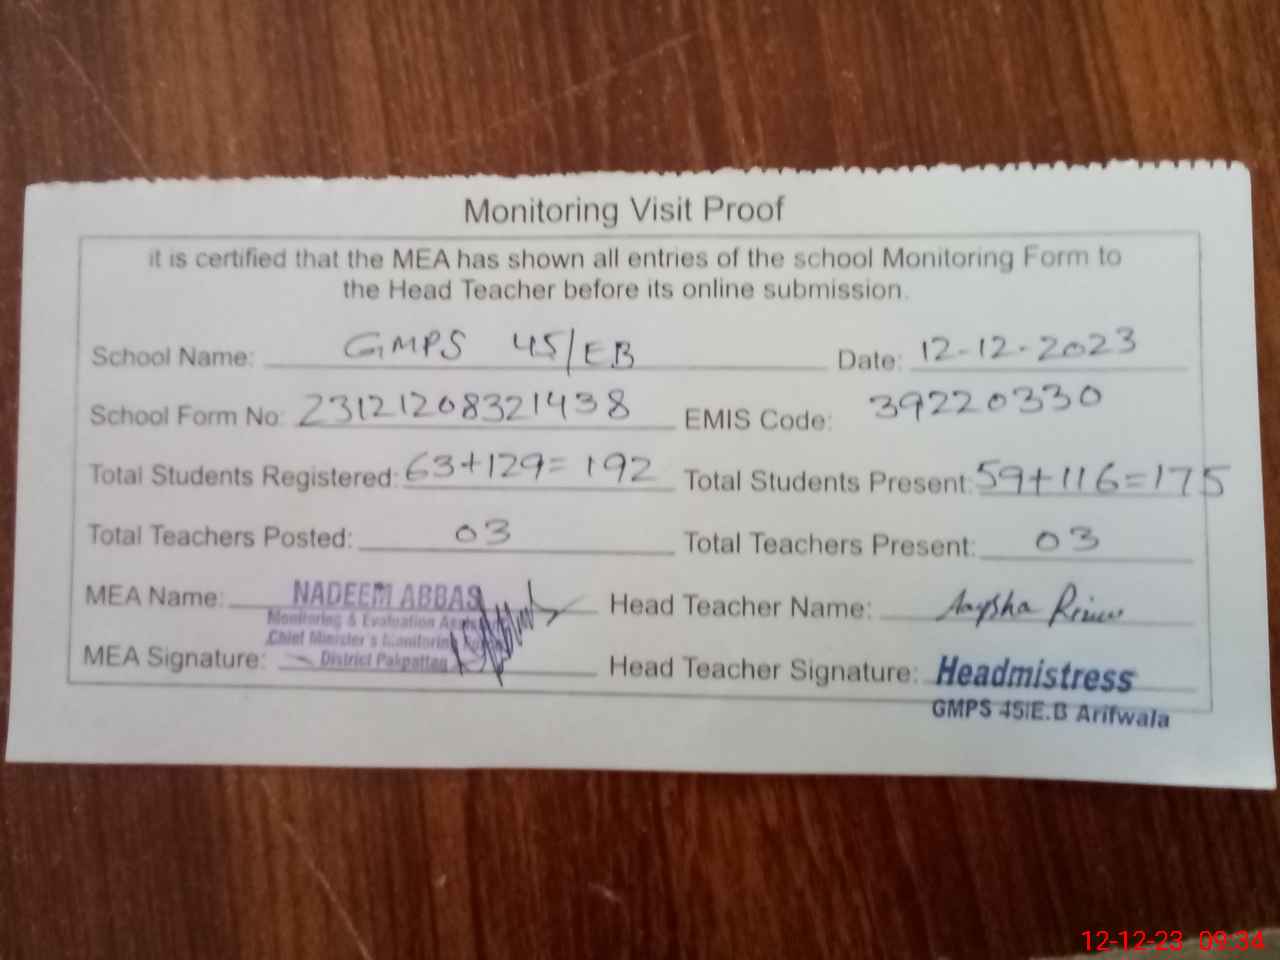 Monitoring Visit Proof
it is certified that the MEA has shown all entries of the school Monitoring Form to
the Head Teacher before its online submission.
School Name: GMPS 45/EB Date: 12-12-2023
School Form No: 23121208321438 EMIS Code: 39220330
Total Students Registered: 63+129=192 Total Students Present: 59+116=175
Total Teachers Posted: 03 Total Teachers Present: 03
MEA Name: NADEEM ABBAS Head Teacher Name: Aaysha
Monitoring & Evaluation
Chief Minister's Monitoring
MEA Signature: District Pakpattan Head Teacher Signature: Headmistress
GMPS 45/E.B Arifwala
12-12-23 09:34